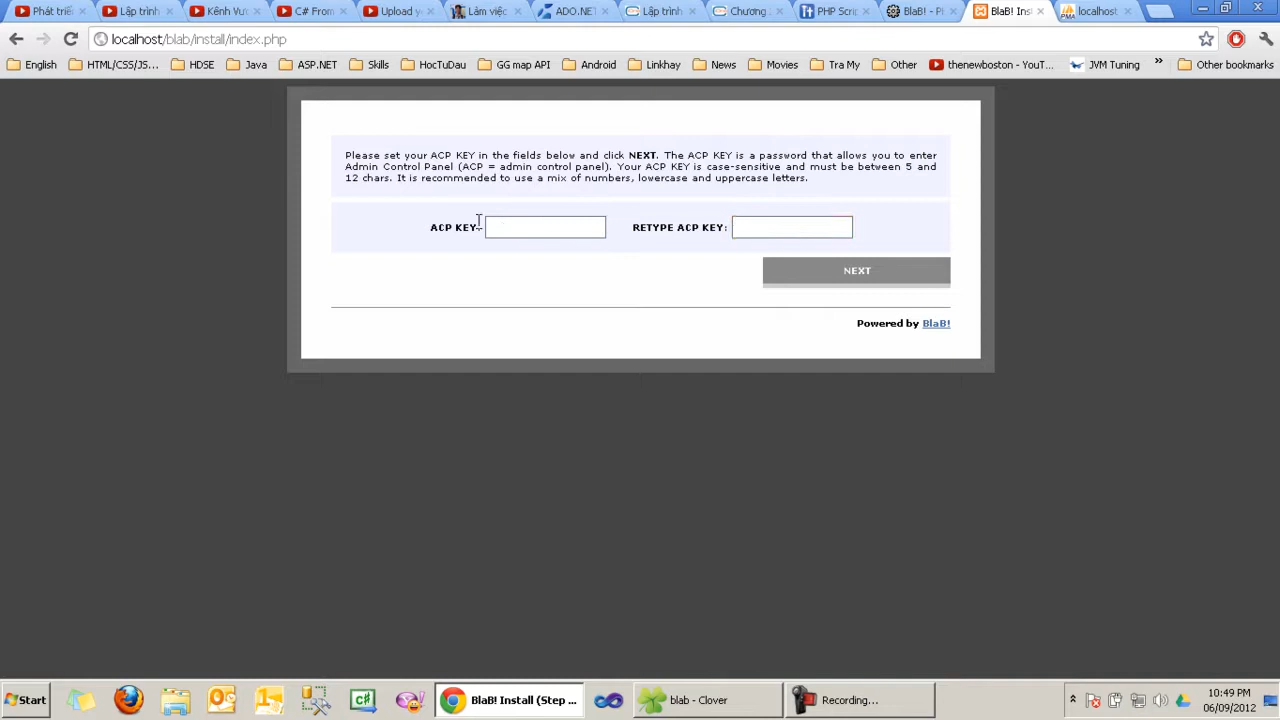 Phát triể
Lập trình
Kênh Vư
C# From
Upload y
Làm việc
ADO.NET
Lập trình
Chương
PHP Scrip
BlaB! - Ph
BlaB! Ins
localhost
localhost/blab/install/index.php
English
HTML/CSS/JS...
HDSE
Java
ASP.NET
Skills
HocTuDau
GG map API
Android
Linkhay
News
Movies
Tra My
Other
thenewboston - YouT...
JVM Tuning
»
Other bookmarks
Please set your ACP KEY in the fields below and click NEXT. The ACP KEY is a password that allows you to enter
Admin Control Panel (ACP = admin control panel). Your ACP KEY is case-sensitive and must be between 5 and
12 chars. It is recommended to use a mix of numbers, lowercase and uppercase letters.
ACP KEY:
RETYPE ACP KEY:
NEXT
Powered by BlaB!
Start
BlaB! Install (Step ...
blab - Clover
Recording...
10:49 PM
06/09/2012